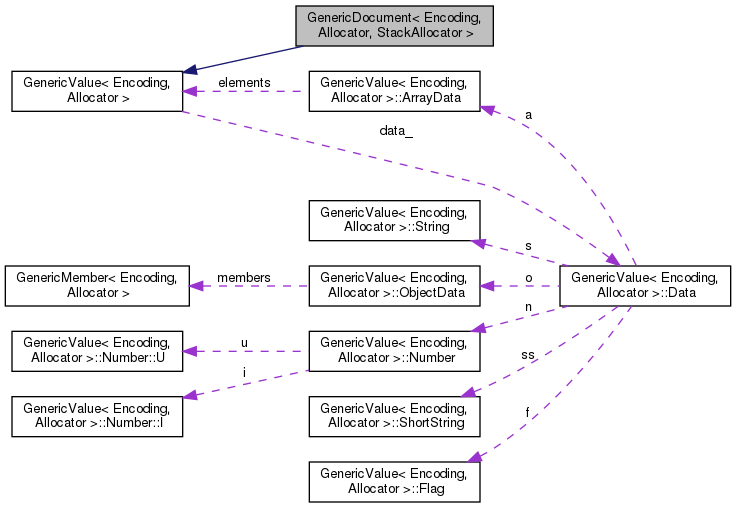 GenericDocument< Encoding,
Allocator, StackAllocator >
GenericValue< Encoding,
Allocator >
elements
GenericValue< Encoding,
Allocator >::ArrayData
a
data_
GenericValue< Encoding,
Allocator >::String
s
GenericMember< Encoding,
Allocator >
members
GenericValue< Encoding,
Allocator >::ObjectData
o
GenericValue< Encoding,
Allocator >::Data
n
GenericValue< Encoding,
Allocator >::Number::U
u
GenericValue< Encoding,
Allocator >::Number
ss
i
GenericValue< Encoding,
Allocator >::Number::I
GenericValue< Encoding,
Allocator >::ShortString
f
GenericValue< Encoding,
Allocator >::Flag